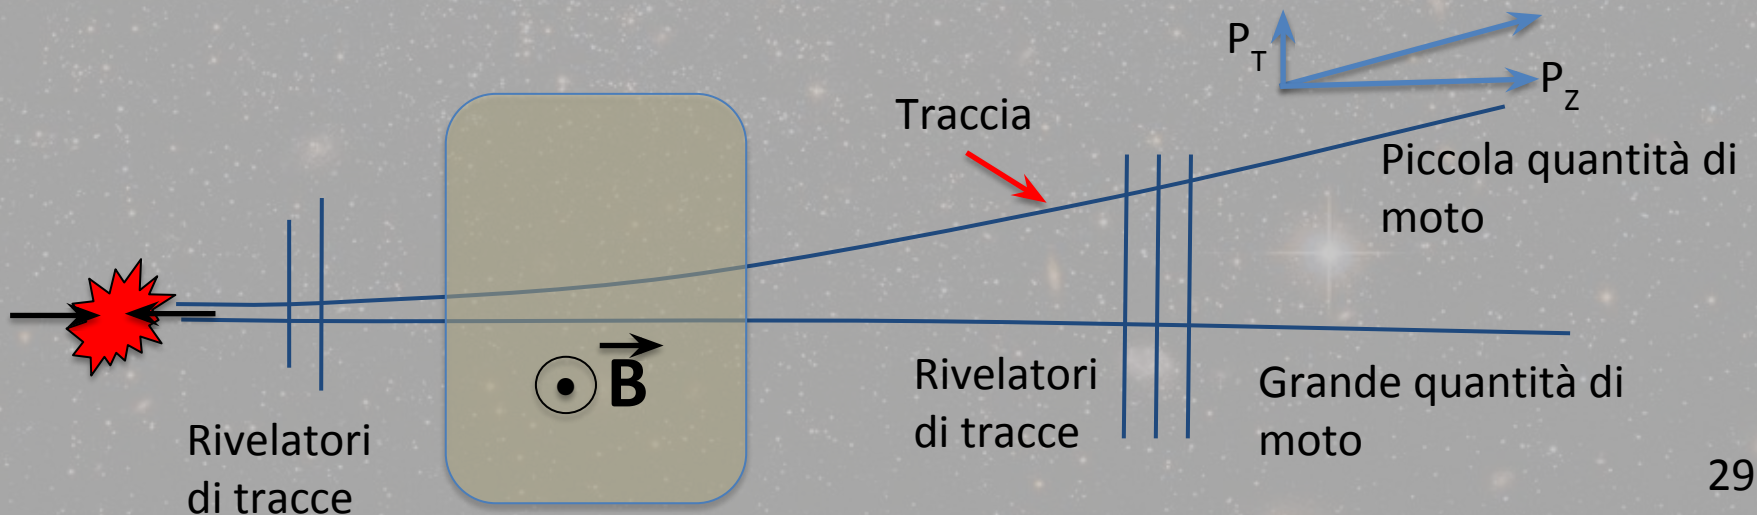 P_T
P_Z
Traccia
Piccola quantità di
moto
B
Rivelatori
di tracce
Grande quantità di
moto
Rivelatori
di tracce
29